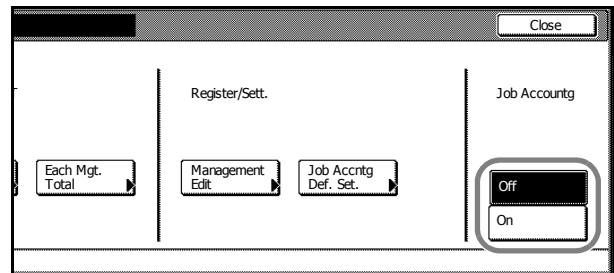 Close
Register/Sett.
Job Accountg
Each Mgt.
Total
Management
Edit
Job Accntg
Def. Set.
Off
On